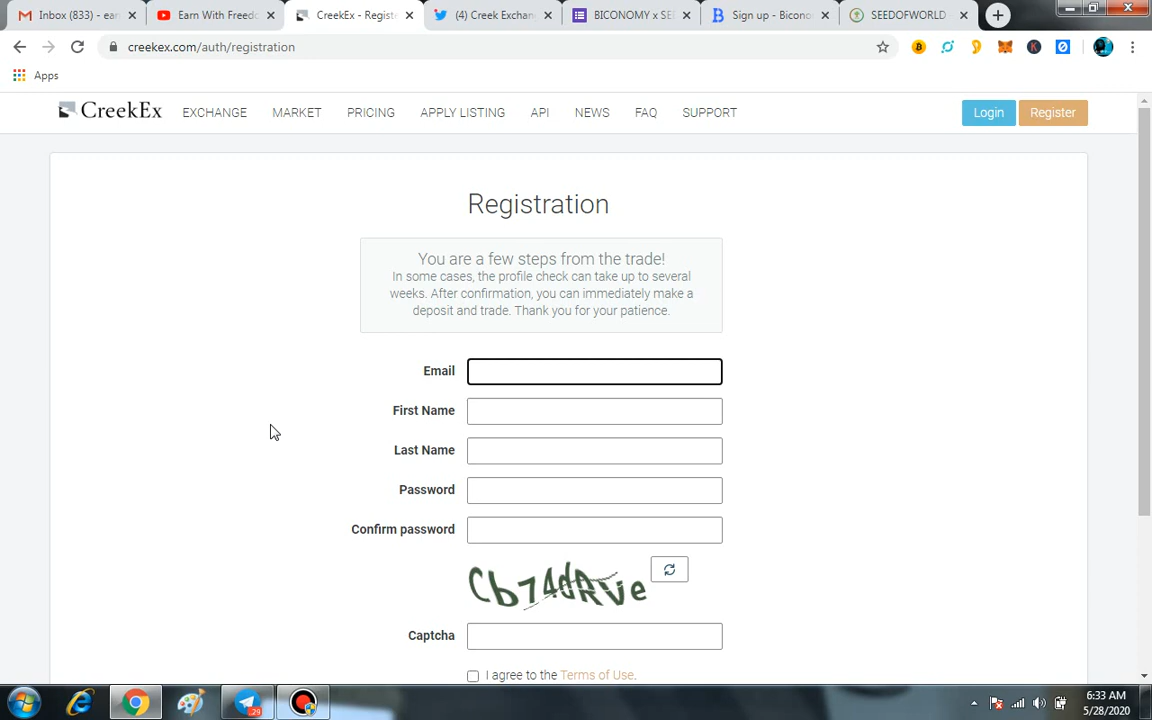 Inbox (833) - ear
Earn With Freedo
CreekEx - Registe
(4) Creek Exchan
BICONOMY x SEE
Sign up - Bicono
SEEDOFWORLD
creekex.com/auth/registration
Apps
CreekEx EXCHANGE MARKET PRICING APPLY LISTING API NEWS FAQ SUPPORT Login Register
Registration
You are a few steps from the trade!
In some cases, the profile check can take up to several
weeks. After confirmation, you can immediately make a
deposit and trade. Thank you for your patience.
Email
First Name
Last Name
Password
Confirm password
Captcha
I agree to the Terms of Use.
29
6:33 AM
5/28/2020